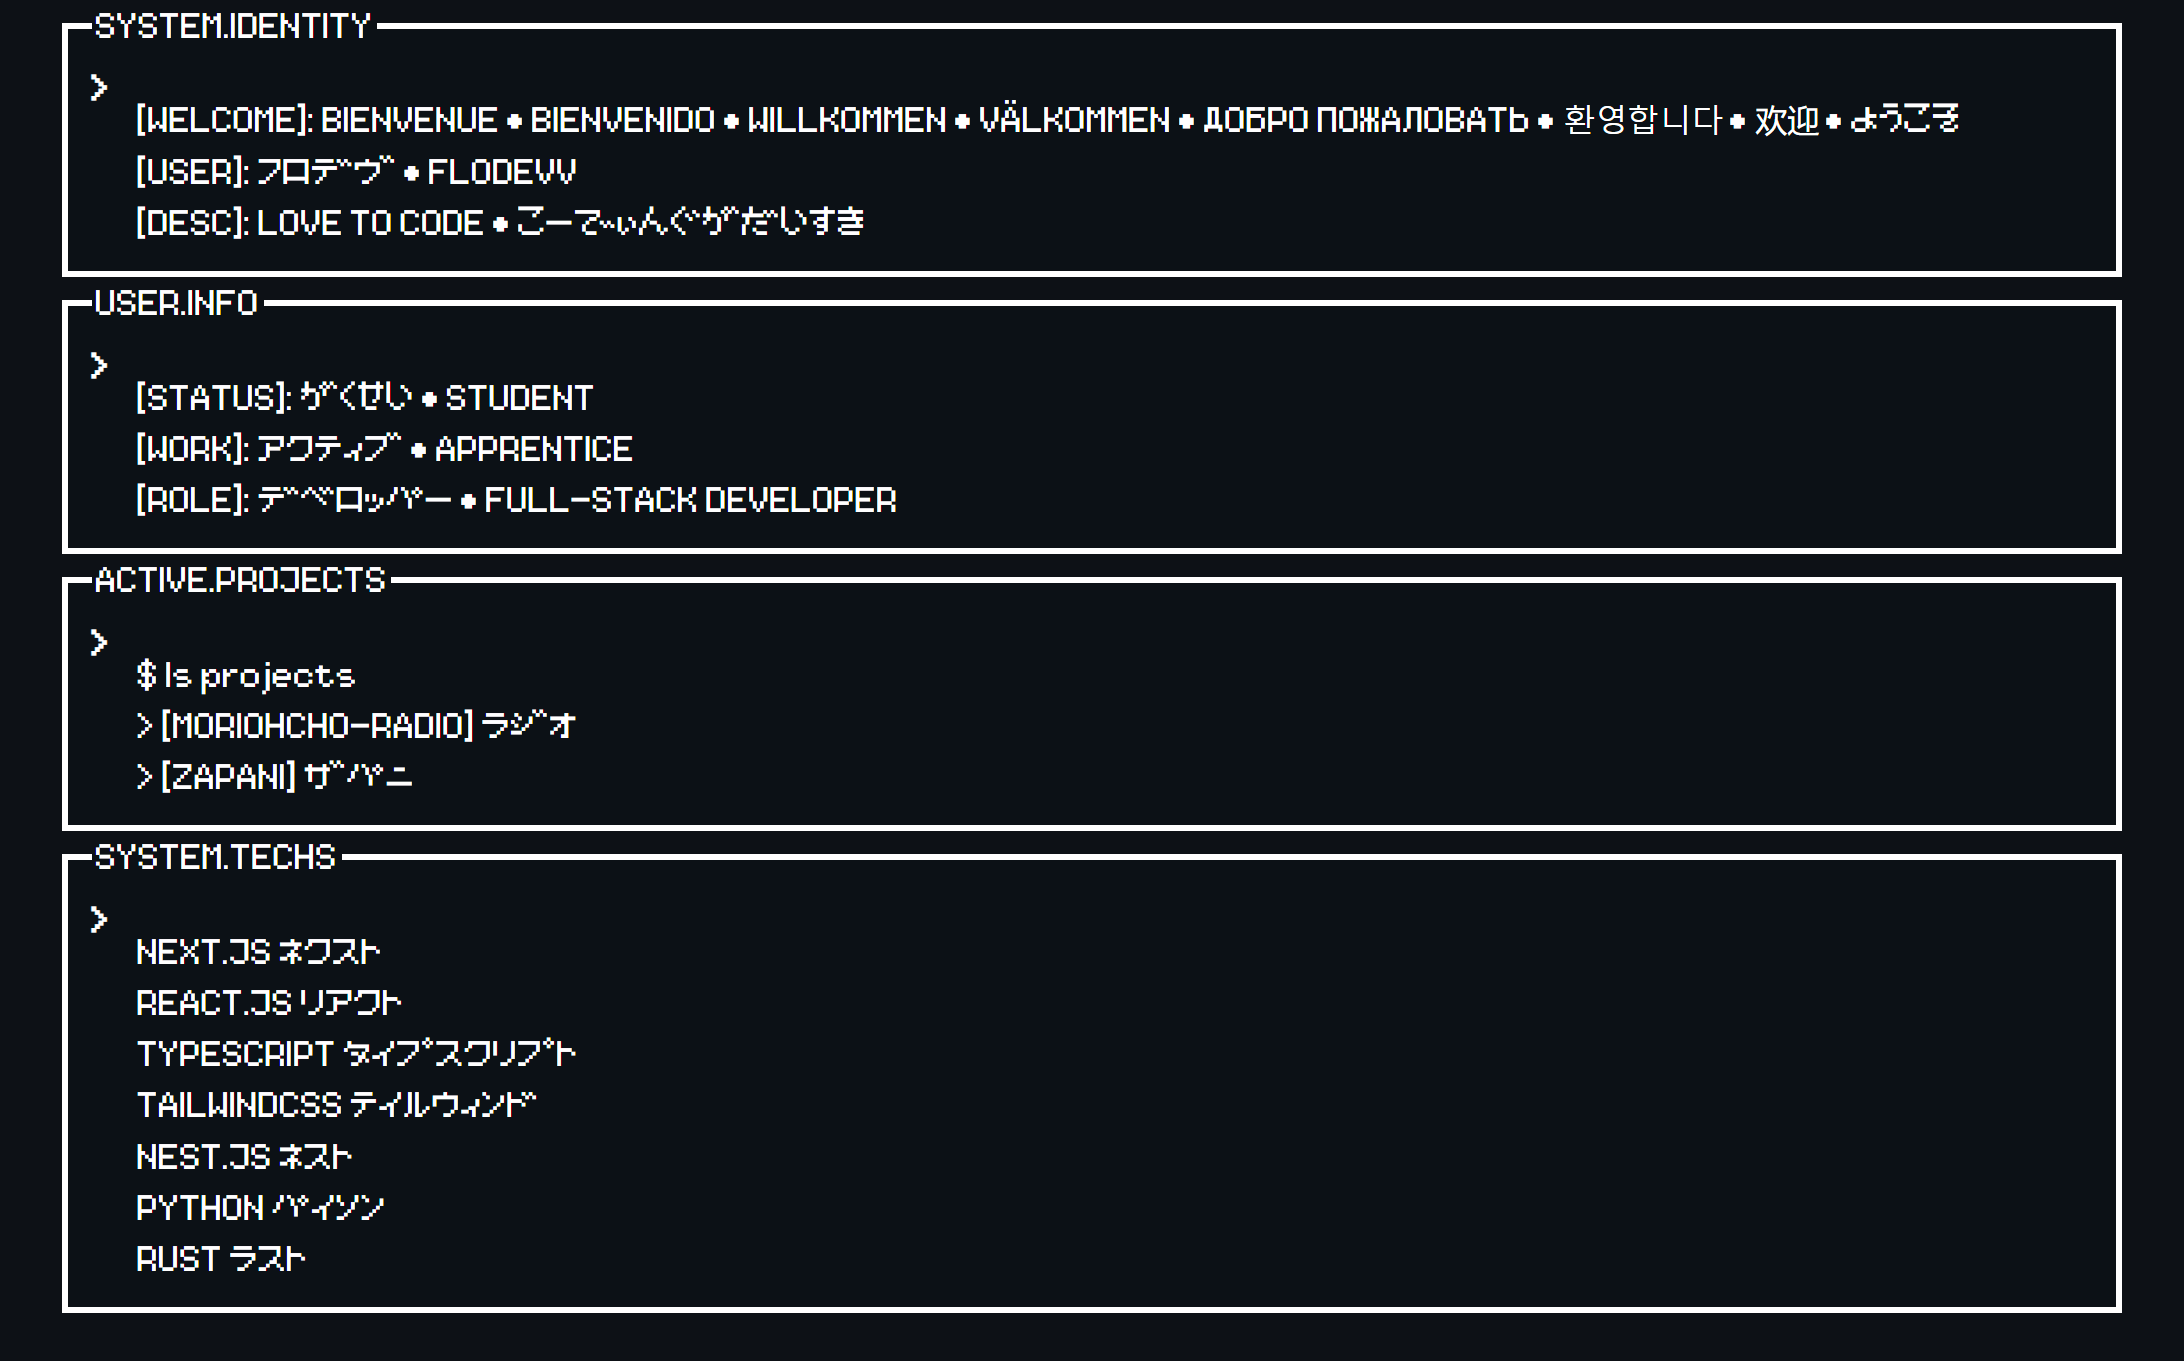 SYSTEM.IDENTITY
>
[WELCOME]: BIENVENUE • BIENVENIDO • WILLKOMMEN • VÄLKOMMEN • ДОБРО ПОЖАЛОВАТЬ • 환영합니다 • 欢迎 • ようこそ
[USER]: フロデヴ • FLODEVV
[DESC]: LOVE TO CODE • こーでぃんぐがだいすき
USER.INFO
>
[STATUS]: がくせい • STUDENT
[WORK]: アクティブ • APPRENTICE
[ROLE]: デベロッパー • FULL-STACK DEVELOPER
ACTIVE.PROJECTS
>
$ ls projects
> [MORIOHCHO-RADIO] ラジオ
> [ZAPANI] ザパニ
SYSTEM.TECHS
>
NEXT.JS ネクスト
REACT.JS リアクト
TYPESCRIPT タイプスクリプト
TAILWINDCSS テイルウィンド
NEST.JS ネスト
PYTHON パイソン
RUST ラスト